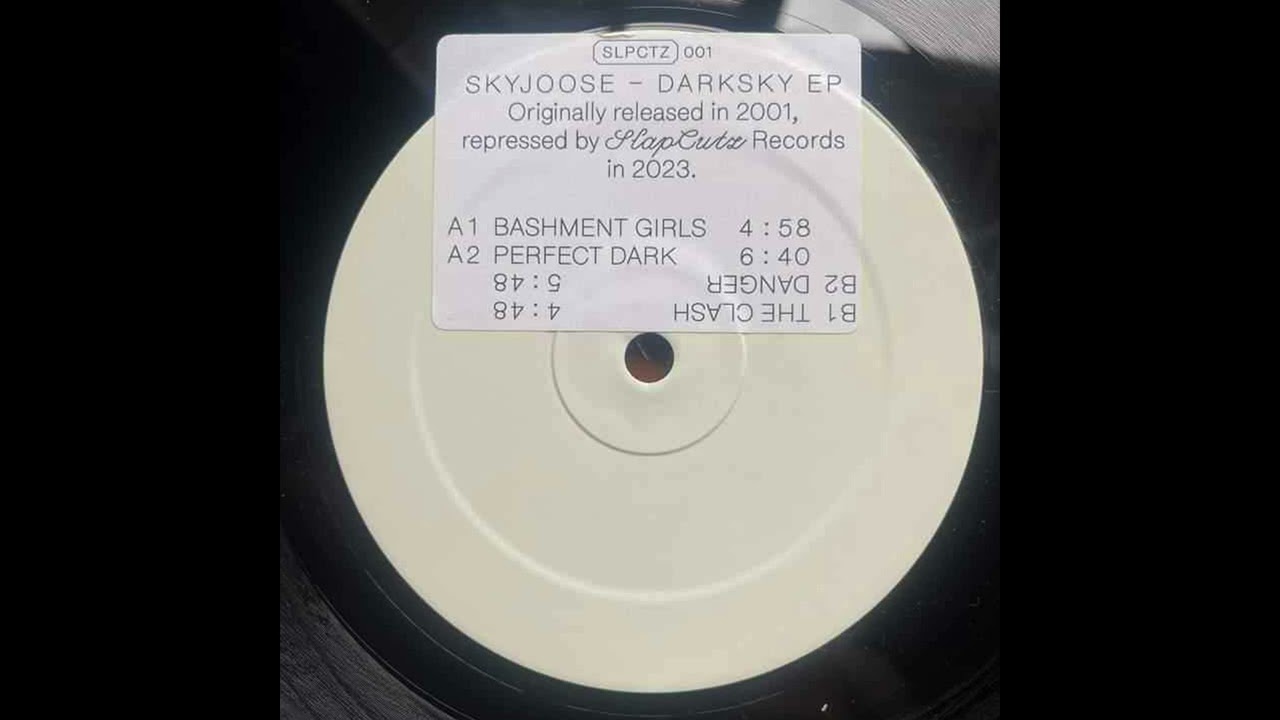 SLPCTZ 001
SKYJOOSE - DARKSKY EP
Originally released in 2001,
repressed by SlapCutz Records
in 2023.
A1 BASHMENT GIRLS 4:58
A2 PERFECT DARK 6:40
B1 THE CLASH 4:48
B2 DANGER 5:48